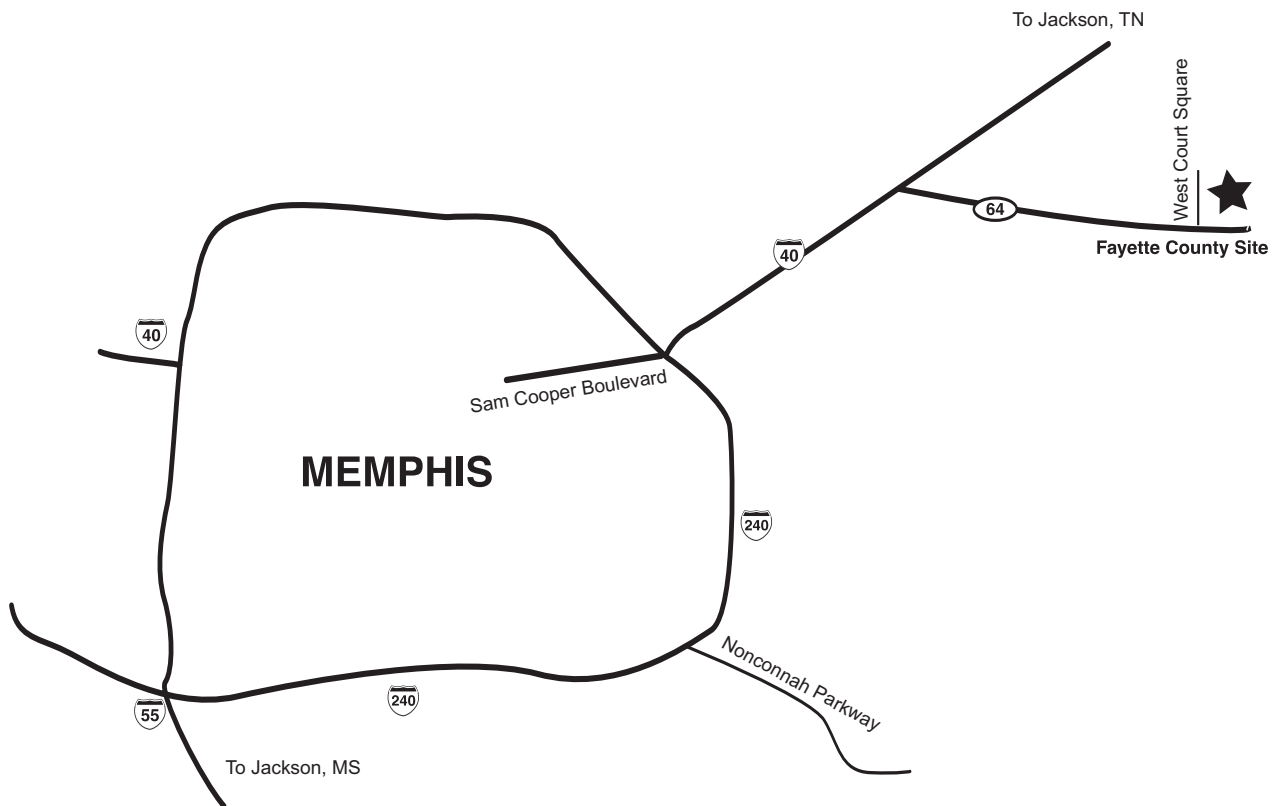 To Jackson, TN
West Court Square
64
Fayette County Site
40
40
Sam Cooper Boulevard
MEMPHIS
240
Nonconnah Parkway
240
55
To Jackson, MS